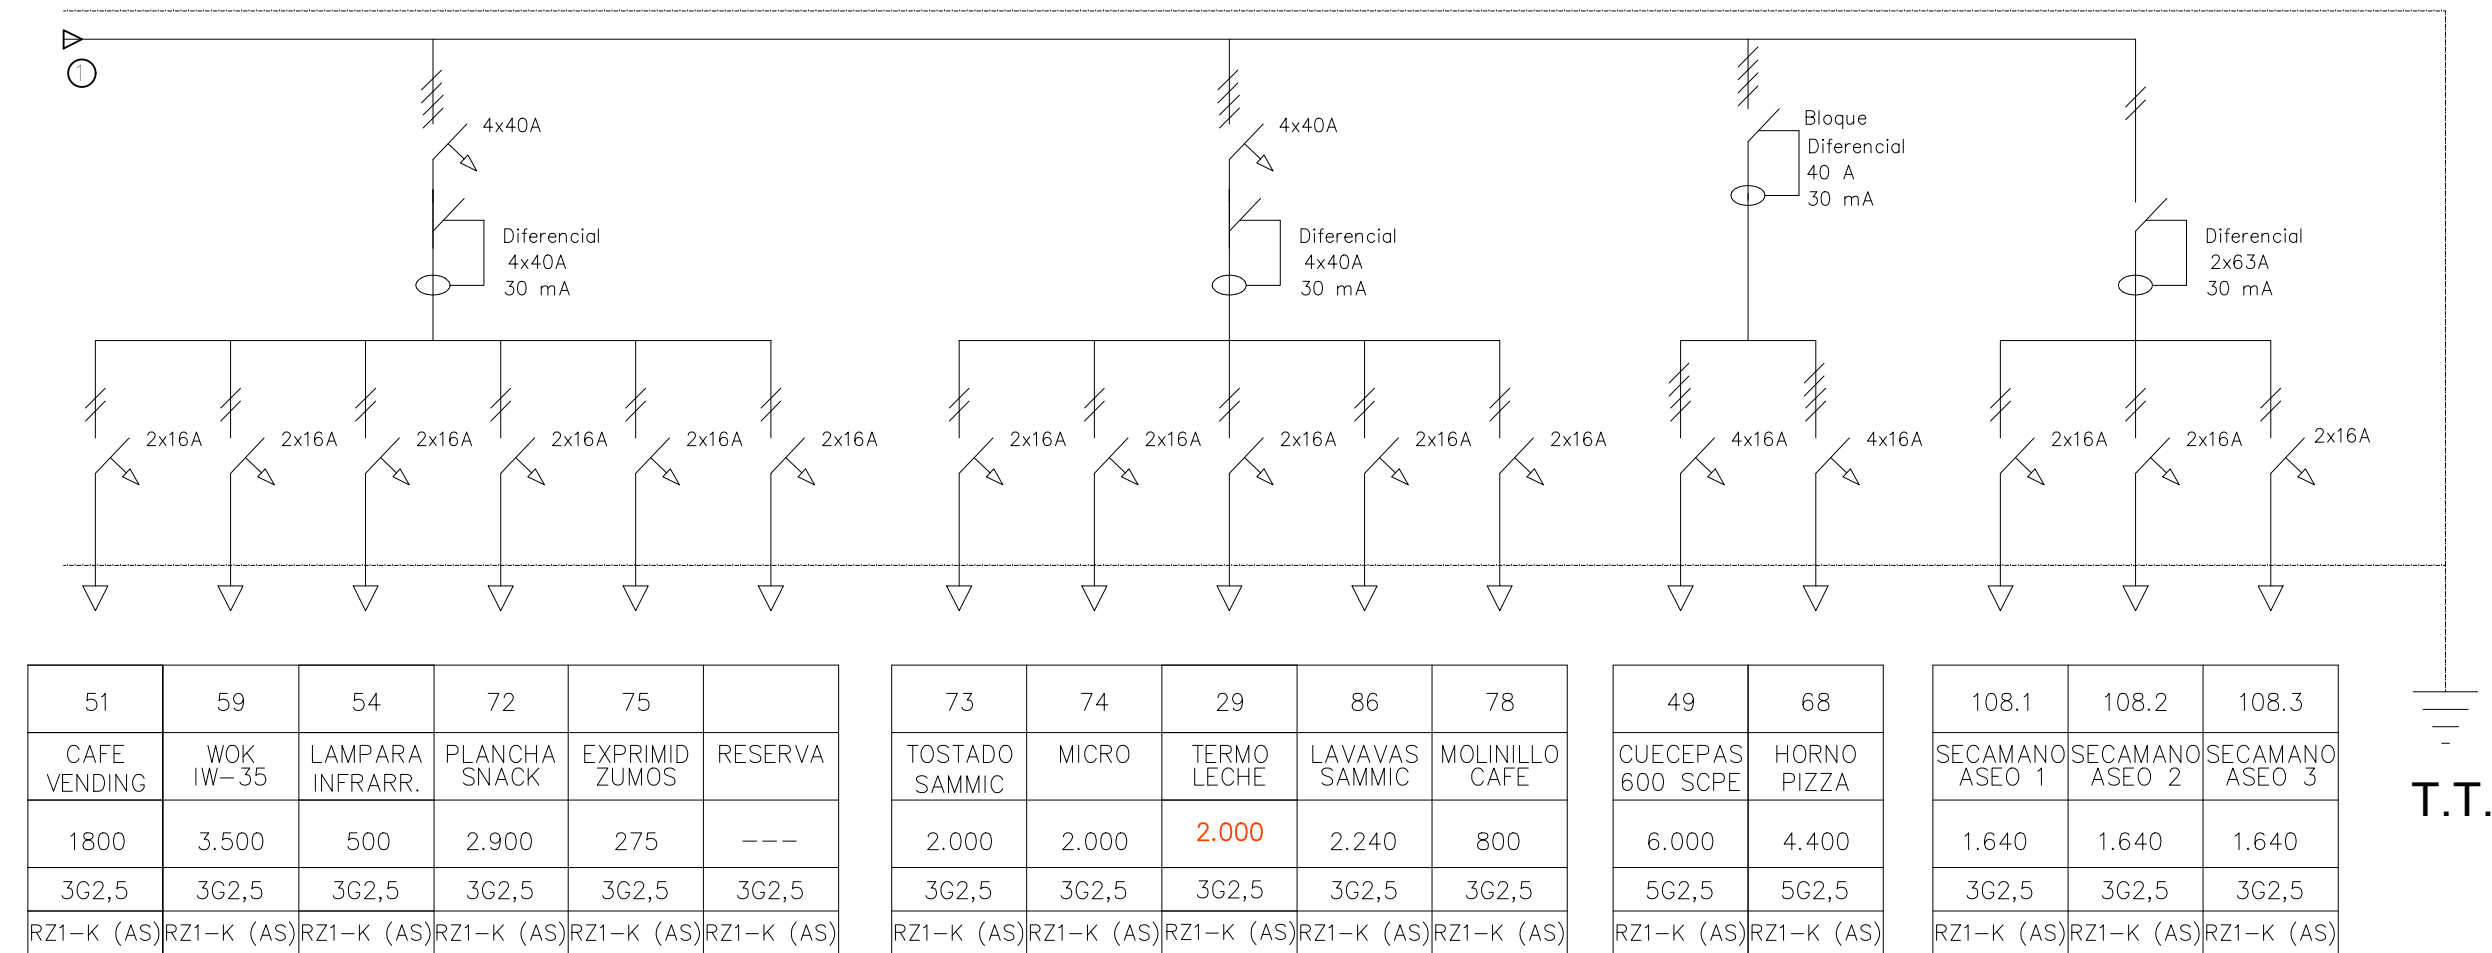 1
4x40A
4x40A
Bloque
Diferencial
40 A
30 mA
Diferencial
4x40A
30 mA
Diferencial
4x40A
30 mA
Diferencial
2x63A
30 mA
2x16A 2x16A 2x16A 2x16A 2x16A 2x16A 2x16A 2x16A 2x16A 2x16A 2x16A 4x16A 4x16A 2x16A 2x16A 2x16A
51 59 54 72 75 73 74 29 86 78 49 68 108.1 108.2 108.3
CAFE WOK LAMPARA PLANCHA EXPRIMID RESERVA TOSTADO MICRO TERMO LAVAVAS MOLINILLO CUECEPAS HORNO SECAMANO SECAMANO SECAMANO
VENDING IW-35 INFRARR. SNACK ZUMOS SAMMIC LECHE SAMMIC CAFE 600 SCPE PIZZA ASEO 1 ASEO 2 ASEO 3
1800 3.500 500 2.900 275 --- 2.000 2.000 2.000 2.240 800 6.000 4.400 1.640 1.640 1.640
3G2,5 3G2,5 3G2,5 3G2,5 3G2,5 3G2,5 3G2,5 3G2,5 3G2,5 3G2,5 3G2,5 5G2,5 5G2,5 3G2,5 3G2,5 3G2,5
RZ1-K (AS) RZ1-K (AS) RZ1-K (AS) RZ1-K (AS) RZ1-K (AS) RZ1-K (AS) RZ1-K (AS) RZ1-K (AS) RZ1-K (AS) RZ1-K (AS) RZ1-K (AS) RZ1-K (AS) RZ1-K (AS) RZ1-K (AS) RZ1-K (AS) RZ1-K (AS)
T.T.